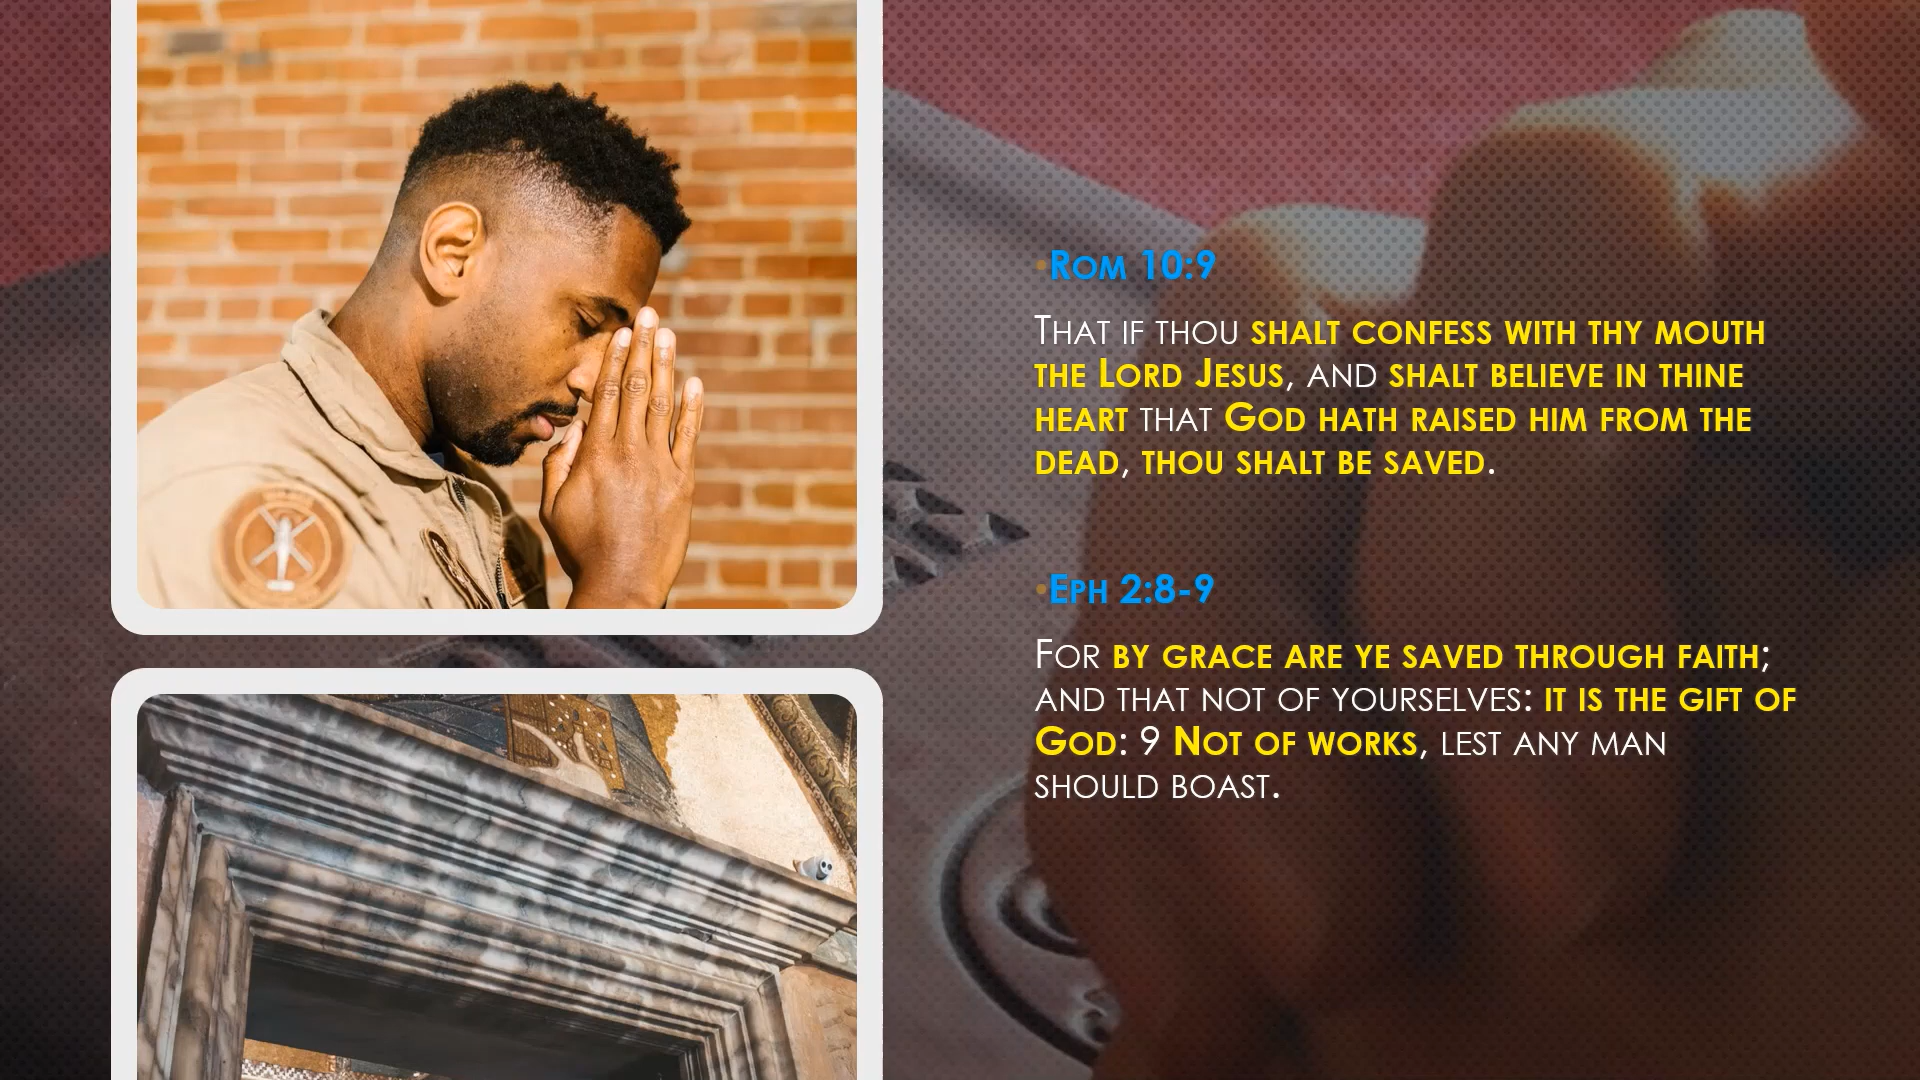 •Rom 10:9
That if thou shalt confess with thy mouth
the Lord Jesus, and shalt believe in thine
heart that God hath raised him from the
dead, thou shalt be saved.
•Eph 2:8-9
For by grace are ye saved through faith;
and that not of yourselves: it is the gift of
God: 9 Not of works, lest any man
should boast.